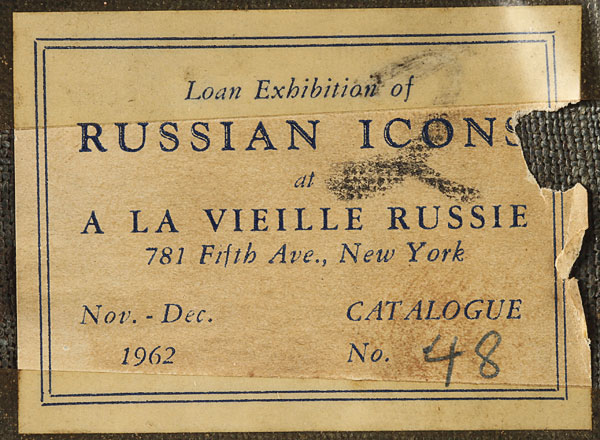 Loan Exhibition of
RUSSIAN ICONS
at
A LA VIEILLE RUSSIE
781 Fifth Ave., New York
Nov. - Dec. CATALOGUE
1962 No. 48